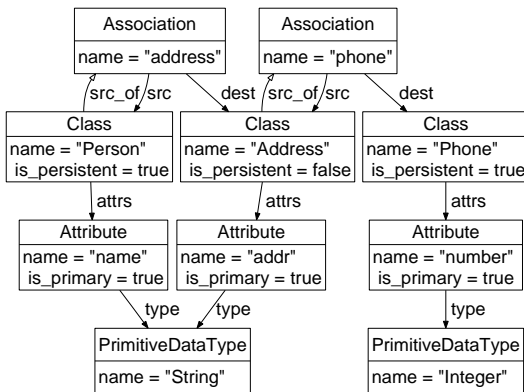 Association Association
name = "address" name = "phone"
src_of src dest src_of src dest
Class Class Class
name = "Person" name = "Address" name = "Phone"
is_persistent = true is_persistent = false is_persistent = true
attrs attrs attrs
Attribute Attribute Attribute
name = "name" name = "addr" name = "number"
is_primary = true is_primary = true is_primary = true
type type type
PrimitiveDataType PrimitiveDataType
name = "String" name = "Integer"